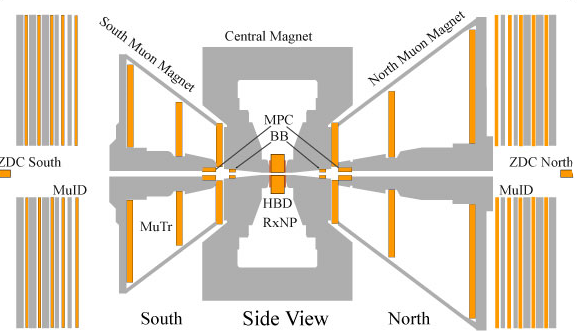 South Muon Magnet
Central Magnet
North Muon Magnet
MPC
BB
ZDC South
ZDC North
MuID
MuID
HBD
MuTr
RxNP
South
Side View
North